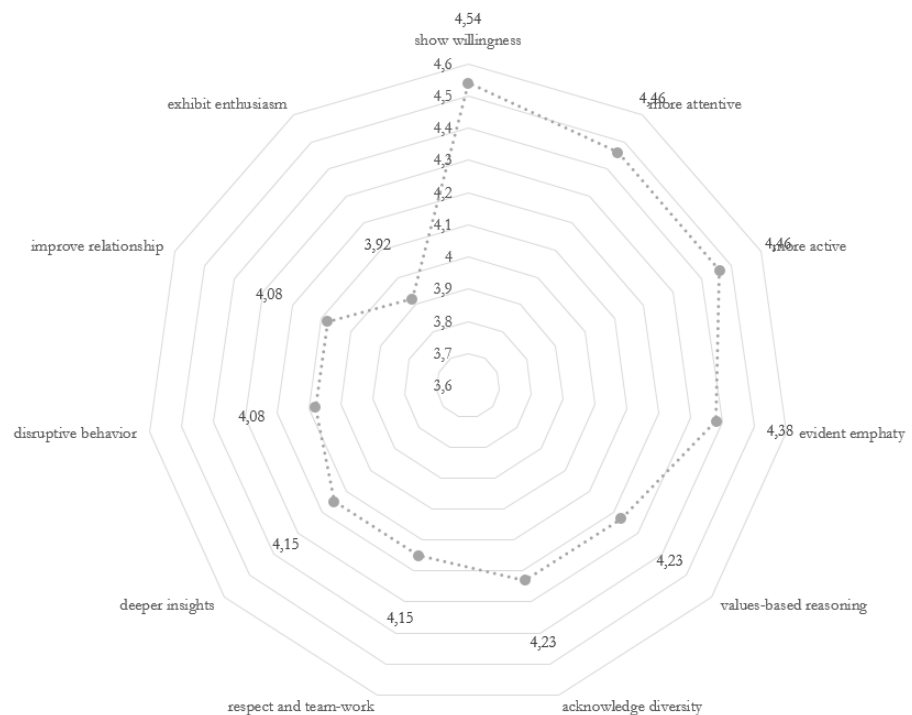 4,54
show willingness
4,6
exhibit enthusiasm
4,46
more attentive
4,5
4,4
4,3
4,2
4,1
3,92
improve relationship
4,46
more active
4
4,08
3,9
3,8
3,7
3,6
disruptive behavior
4,08
4,38
evident emphaty
4,15
4,23
deeper insights
values-based reasoning
4,15
4,23
respect and team-work
acknowledge diversity